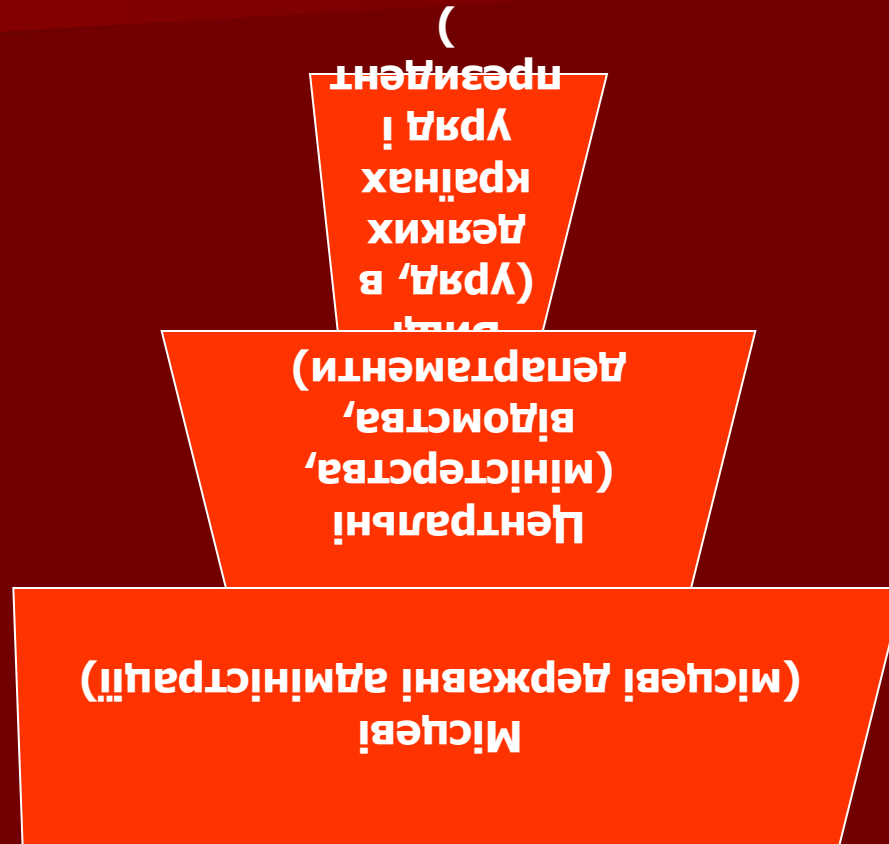 Місцеві
(місцеві державні адміністрації)
Центральні
(міністерства,
відомства,
департаменти)
(уряд, в
деяких
країнах
уряд і
президент
)